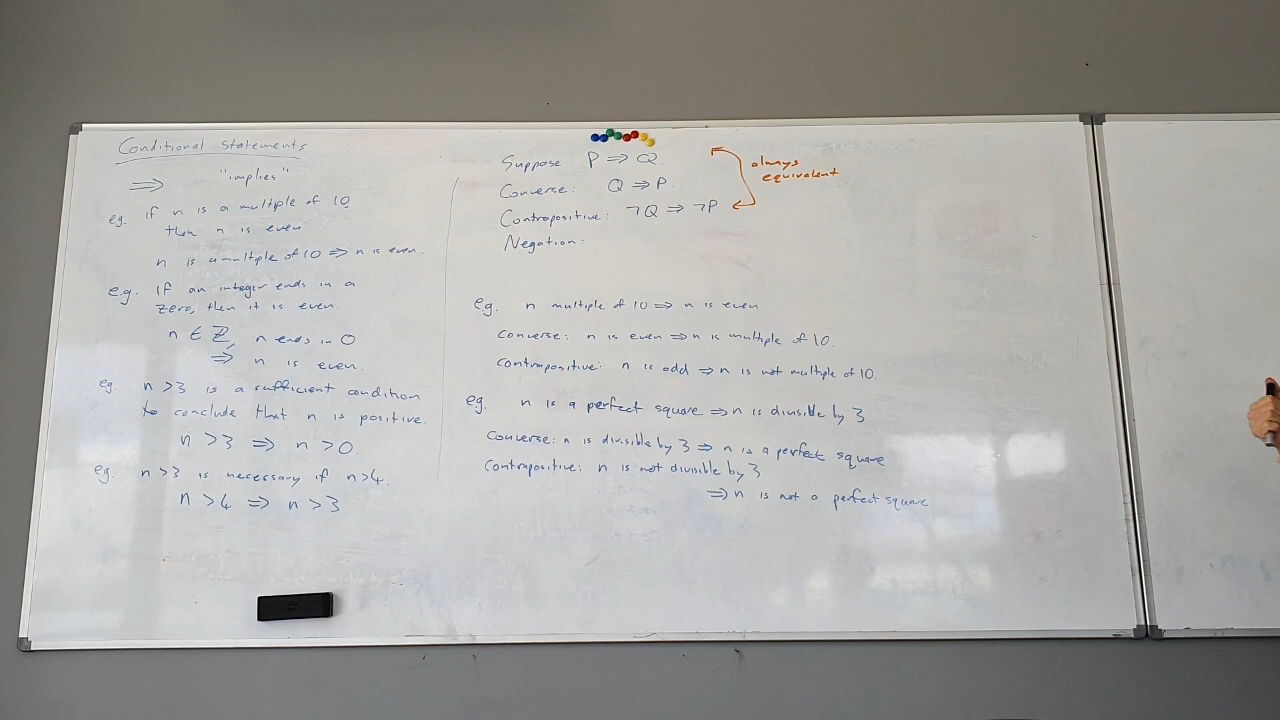 Conditional Statements
⇒ "implies"
eg. if n is a multiple of 10
then n is even
n is a multiple of 10 ⇒ n is even.
e.g. If an integer ends in a
zero, then it is even.
n ∈ ℤ, n ends in 0
⇒ n is even.
eg. n > 3 is a sufficient condition
to conclude that n is positive.
n > 3 ⇒ n > 0.
eg. n > 3 is necessary if n > 4.
n > 4 ⇒ n > 3
Suppose P ⇒ Q.
Converse: Q ⇒ P.
Contrapositive: ¬Q ⇒ ¬P
Negation:
always
equivalent
eg. n multiple of 10 ⇒ n is even
Converse: n is even ⇒ n is multiple of 10.
Contrapositive: n is odd ⇒ n is not multiple of 10.
eg. n is a perfect square ⇒ n is divisible by 3
Converse: n is divisible by 3 ⇒ n is a perfect square
Contrapositive: n is not divisible by 3
⇒ n is not a perfect square